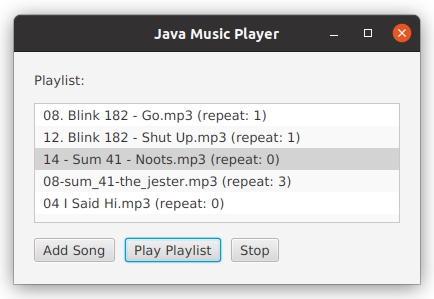 Java Music Player
Playlist:
08. Blink 182 - Go.mp3 (repeat: 1)
12. Blink 182 - Shut Up.mp3 (repeat: 1)
14 - Sum 41 - Noots.mp3 (repeat: 0)
08-sum_41-the_jester.mp3 (repeat: 3)
04 I Said Hi.mp3 (repeat: 0)
Add Song Play Playlist Stop